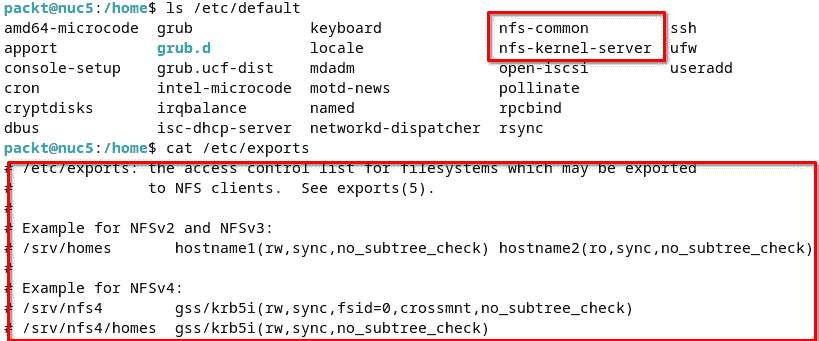 packt@nuc5:/home$ ls /etc/default
amd64-microcode grub keyboard nfs-common ssh
apport grub.d locale nfs-kernel-server ufw
console-setup grub.ucf-dist mdadm open-iscsi useradd
cron intel-microcode motd-news pollinate
cryptdisks irqbalance named rpcbind
dbus isc-dhcp-server networkd-dispatcher rsync
packt@nuc5:/home$ cat /etc/exports
# /etc/exports: the access control list for filesystems which may be exported
# to NFS clients. See exports(5).
#
# Example for NFSv2 and NFSv3:
# /srv/homes hostname1(rw,sync,no_subtree_check) hostname2(ro,sync,no_subtree_check)
#
# Example for NFSv4:
# /srv/nfs4 gss/krb5i(rw,sync,fsid=0,crossmnt,no_subtree_check)
# /srv/nfs4/homes gss/krb5i(rw,sync,no_subtree_check)